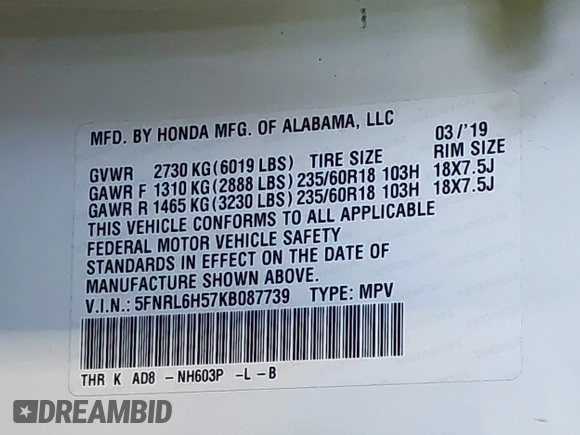 MFD. BY HONDA MFG. OF ALABAMA, LLC 03/'19
GVWR 2730 KG (6019 LBS) TIRE SIZE RIM SIZE
GAWR F 1310 KG (2888 LBS) 235/60R18 103H 18X7.5J
GAWR R 1465 KG (3230 LBS) 235/60R18 103H 18X7.5J
THIS VEHICLE CONFORMS TO ALL APPLICABLE
FEDERAL MOTOR VEHICLE SAFETY
STANDARDS IN EFFECT ON THE DATE OF
MANUFACTURE SHOWN ABOVE.
V.I.N.: 5FNRL6H57KB087739 TYPE: MPV
THR K AD8 - NH603P -L - B
DREAMBID